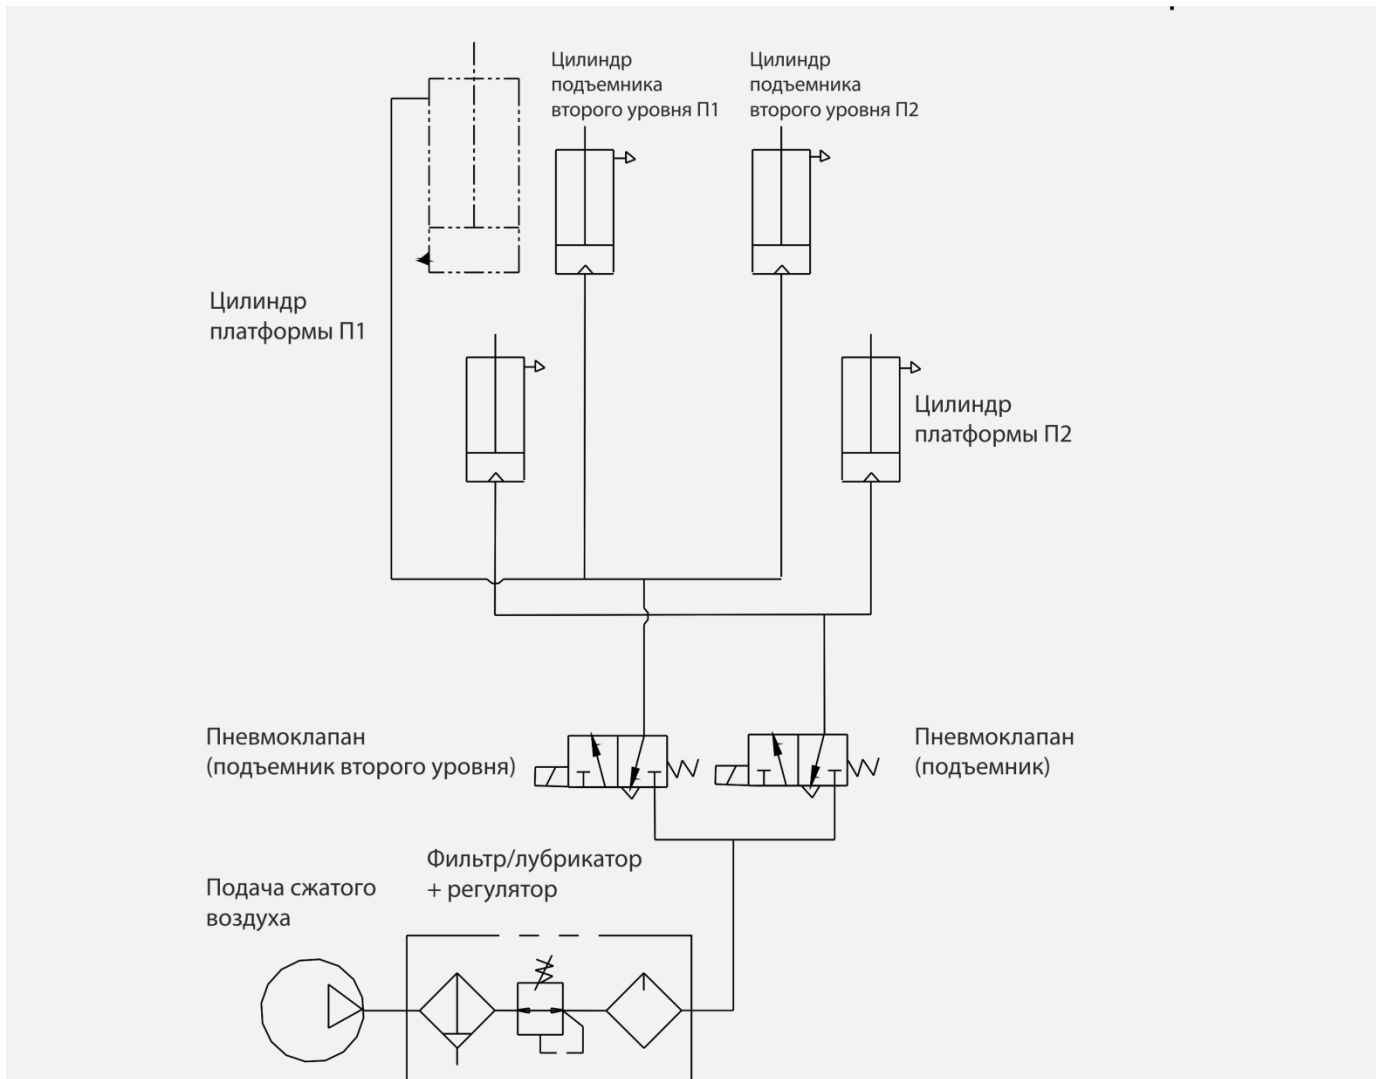 Цилиндр
подъемника
второго уровня П1
Цилиндр
подъемника
второго уровня П2
Цилиндр
платформы П1
Цилиндр
платформы П2
Пневмоклапан
(подъемник второго уровня)
Пневмоклапан
(подъемник)
Фильтр/лубрикатор
+ регулятор
Подача сжатого
воздуха